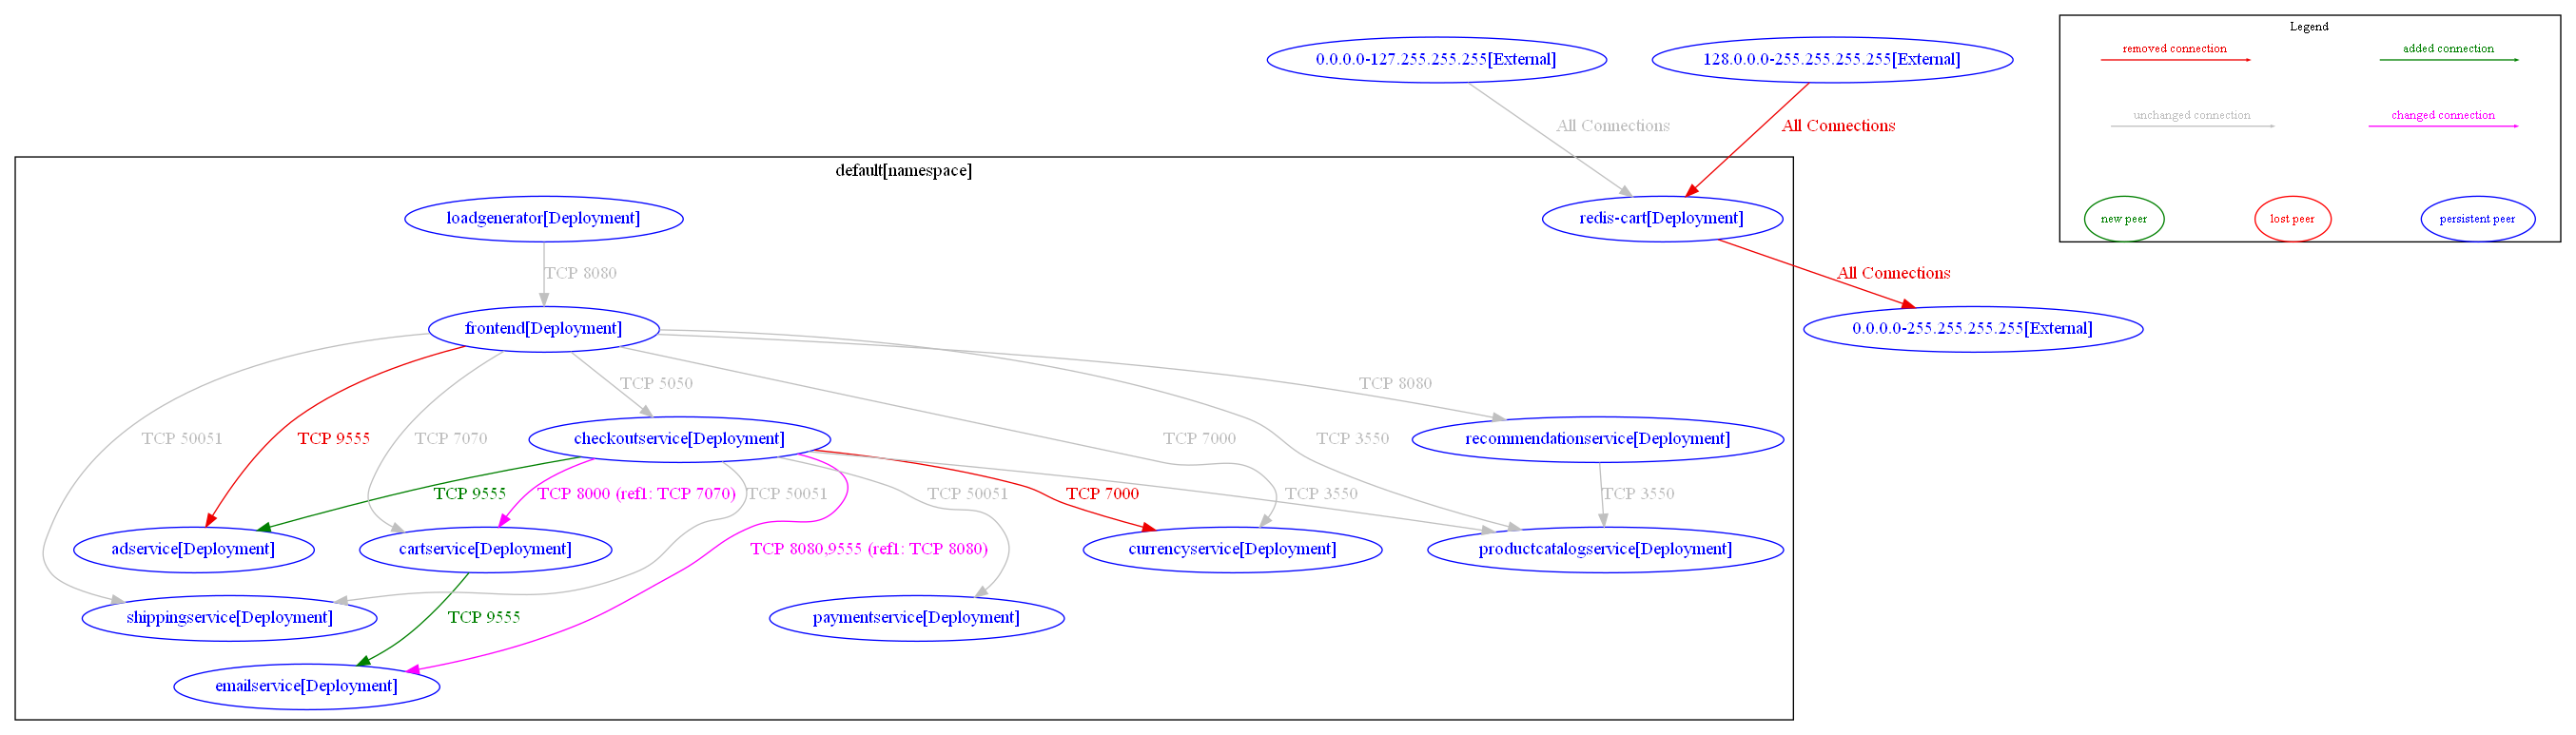 Legend
removed connection
added connection
0.0.0.0-127.255.255.255[External]
128.0.0.0-255.255.255.255[External]
unchanged connection
changed connection
All Connections
All Connections
default[namespace]
loadgenerator[Deployment]
redis-cart[Deployment]
new peer
lost peer
persistent peer
TCP 8080
All Connections
frontend[Deployment]
0.0.0.0-255.255.255.255[External]
TCP 5050
TCP 8080
TCP 50051
TCP 9555
TCP 7070
checkoutservice[Deployment]
TCP 7000
TCP 3550
recommendationservice[Deployment]
TCP 9555
TCP 8000 (ref1: TCP 7070)
TCP 50051
TCP 50051
TCP 7000
TCP 3550
TCP 3550
adservice[Deployment]
cartservice[Deployment]
TCP 8080,9555 (ref1: TCP 8080)
currencyservice[Deployment]
productcatalogservice[Deployment]
shippingservice[Deployment]
TCP 9555
paymentservice[Deployment]
emailservice[Deployment]